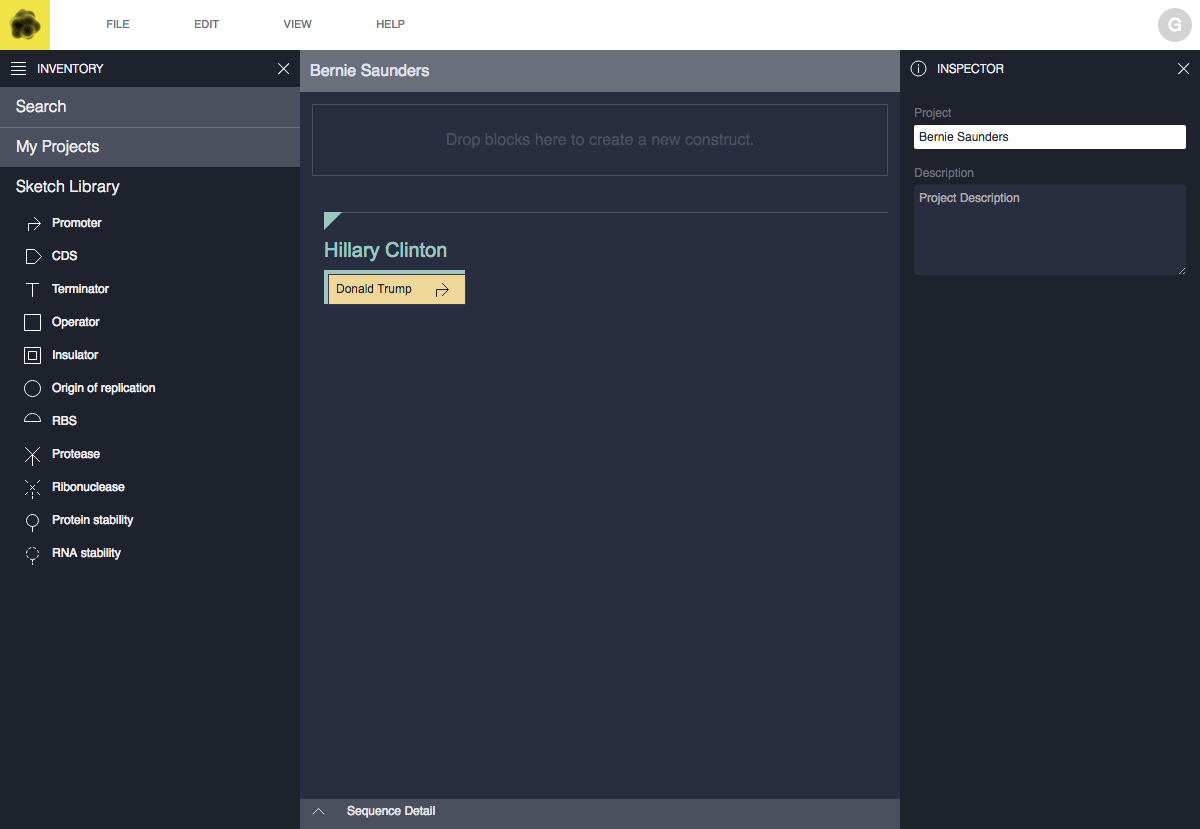 FILE EDIT VIEW HELP G
INVENTORY
Search
My Projects
Sketch Library
Promoter
CDS
Terminator
Operator
Insulator
Origin of replication
RBS
Protease
Ribonuclease
Protein stability
RNA stability
Bernie Saunders
Drop blocks here to create a new construct.
Hillary Clinton
Donald Trump
Sequence Detail
INSPECTOR
Project
Bernie Saunders
Description
Project Description